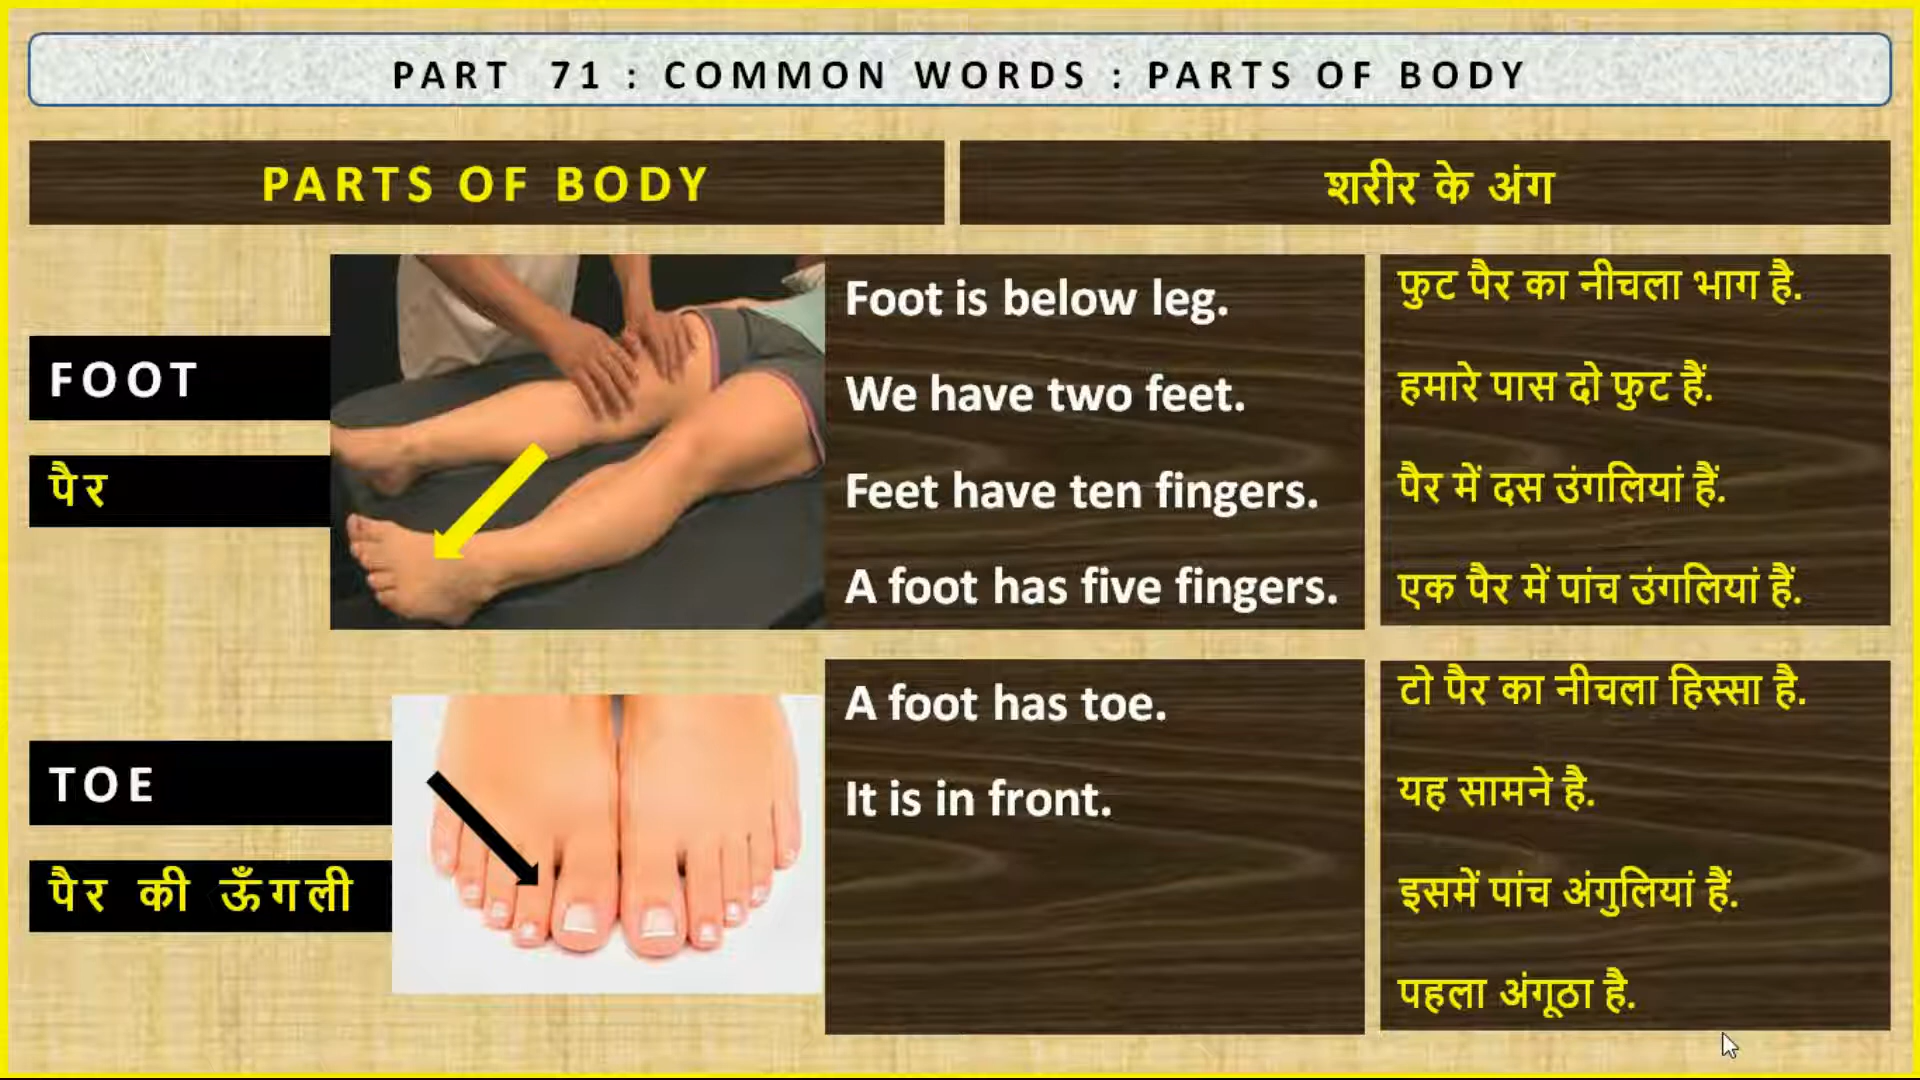 PART 71 : COMMON WORDS : PARTS OF BODY
PARTS OF BODY
शरीर के अंग
FOOT
पैर
Foot is below leg.
We have two feet.
Feet have ten fingers.
A foot has five fingers.
फुट पैर का नीचला भाग है.
हमारे पास दो फुट हैं.
पैर में दस उंगलियां हैं.
एक पैर में पांच उंगलियां हैं.
TOE
पैर की ऊँगली
A foot has toe.
It is in front.
टो पैर का नीचला हिस्सा है.
यह सामने है.
इसमें पांच अंगुलियां हैं.
पहला अंगूठा है.